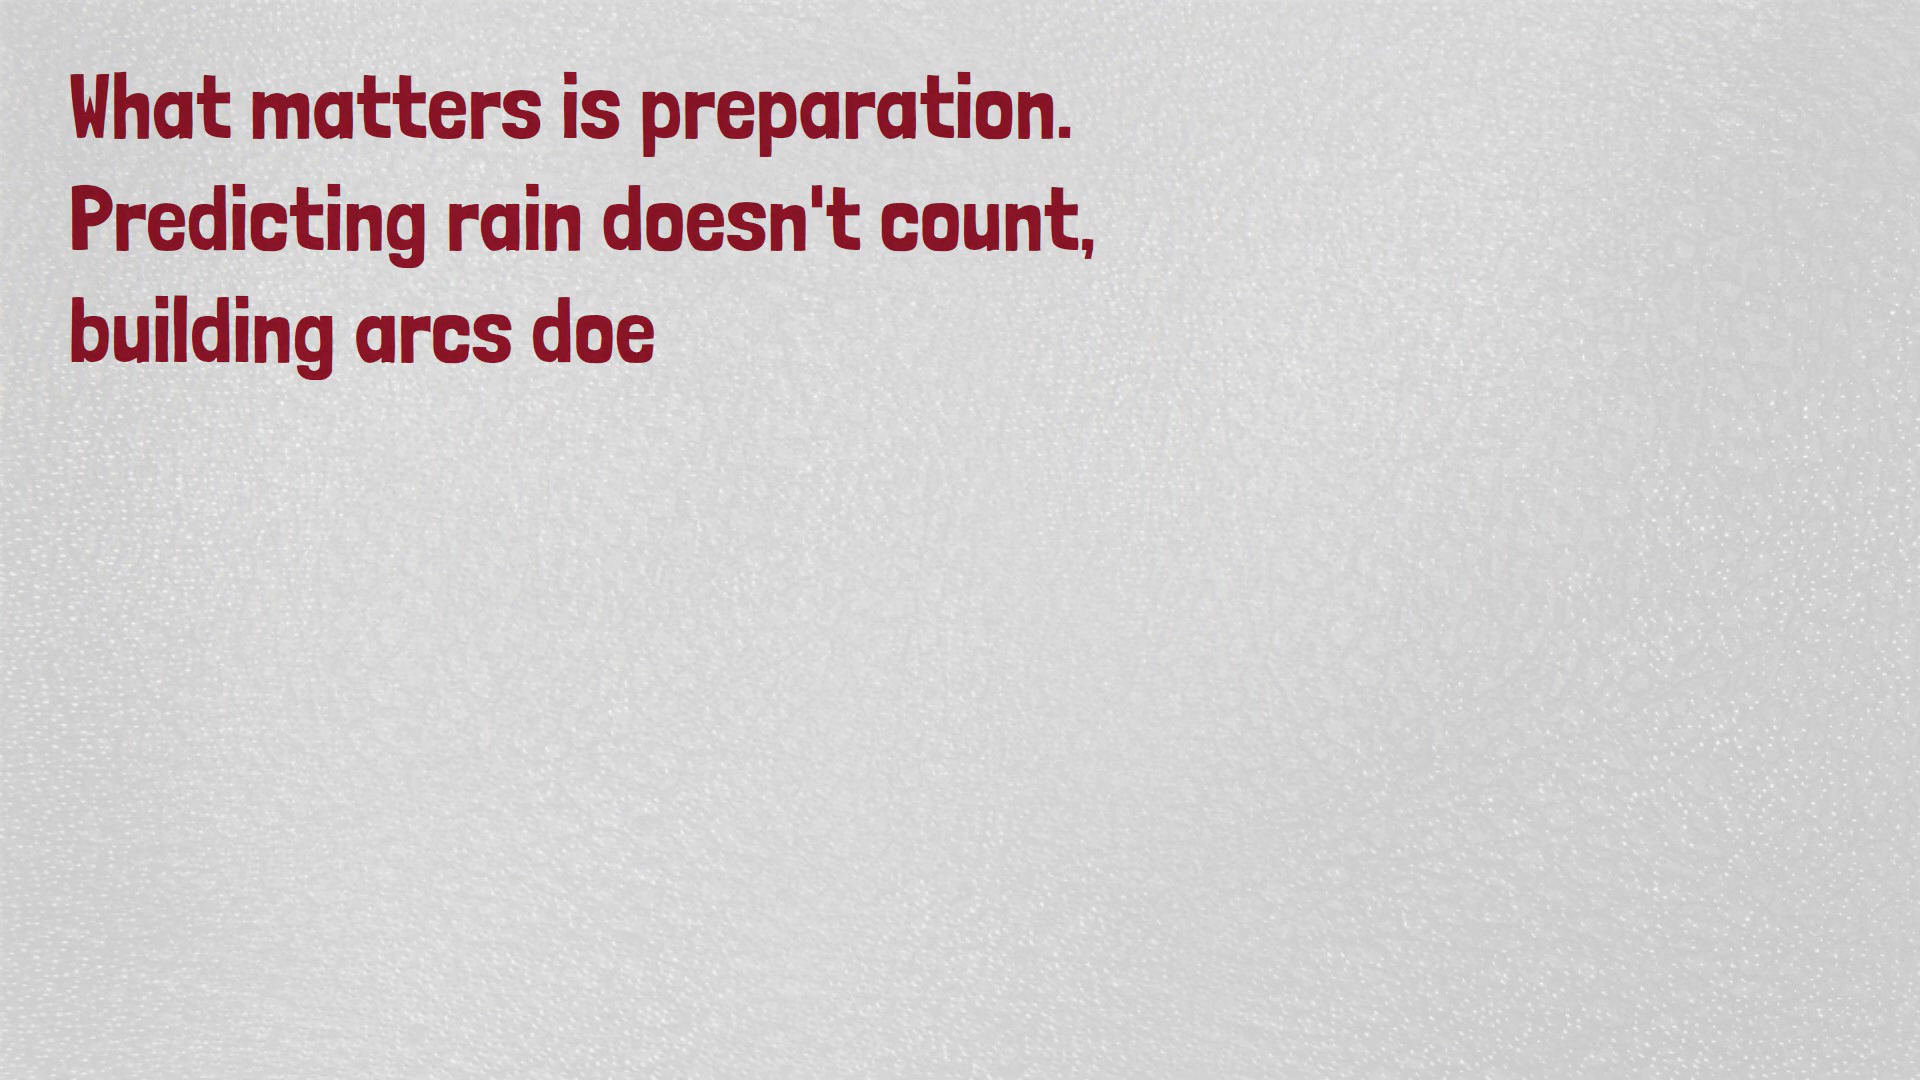 What matters is preparation.
Predicting rain doesn't count,
building arcs doe